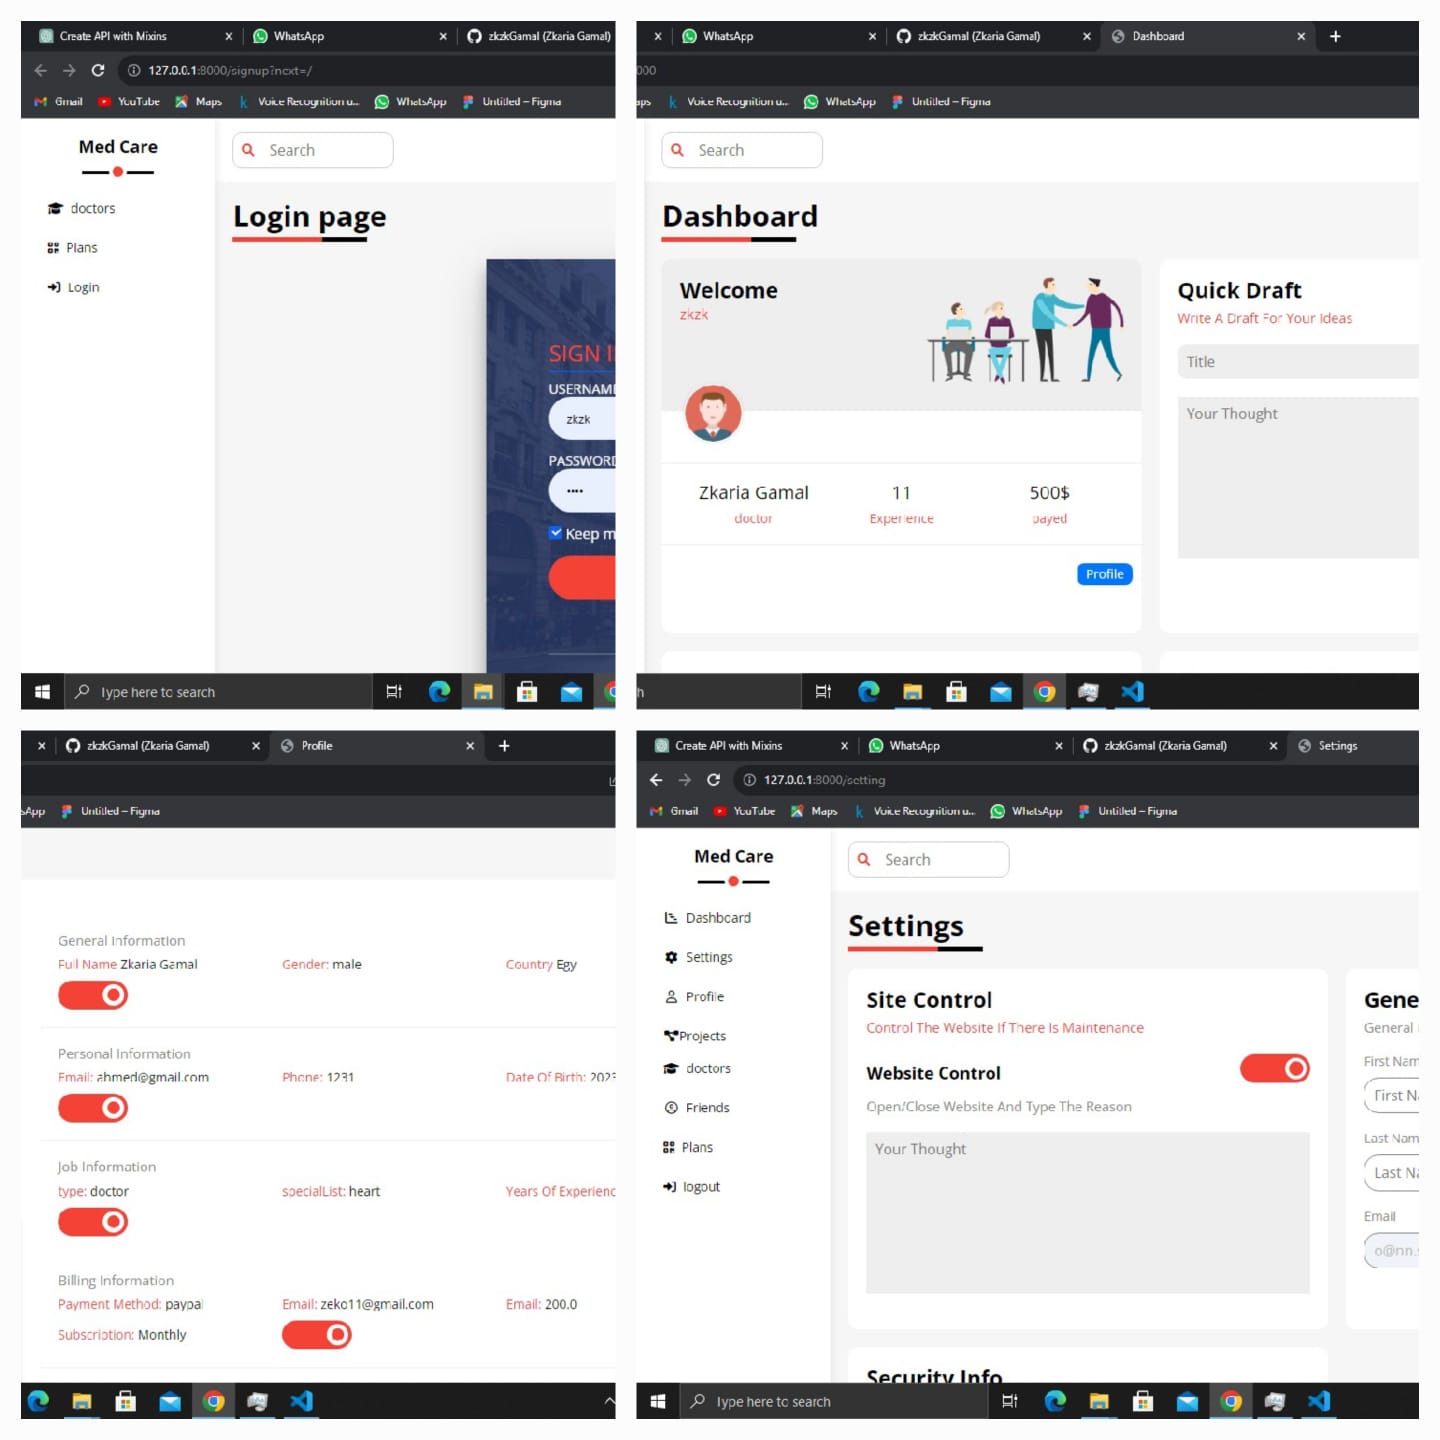 Create API with Mixins
WhatsApp
zkzkGamal (Zkaria Gamal)
127.0.0.1:8000/signup?next=/
Gmail
YouTube
Maps
Voice Recognition u...
WhatsApp
Untitled – Figma
Med Care
Search
doctors
Plans
Login
Login page
SIGN I
USERNAME
zkzk
PASSWORD
••••
Keep m
Type here to search
WhatsApp
zkzkGamal (Zkaria Gamal)
Dashboard
000
aps
Voice Recognition u...
WhatsApp
Untitled – Figma
Search
Dashboard
Welcome
zkzk
Zkaria Gamal
doctor
11
Experience
500$
payed
Profile
Quick Draft
Write A Draft For Your Ideas
Title
Your Thought
h
zkzkGamal (Zkaria Gamal)
Profile
sApp
Untitled – Figma
General Information
Full Name Zkaria Gamal
Gender: male
Country Egy
Personal Information
Email: ahmed@gmail.com
Phone: 1231
Date Of Birth: 2023
Job Information
type: doctor
specialList: heart
Years Of Experienc
Billing Information
Payment Method: paypal
Email: zeko11@gmail.com
Email: 200.0
Subscription: Monthly
Create API with Mixins
WhatsApp
zkzkGamal (Zkaria Gamal)
Settings
127.0.0.1:8000/setting
Gmail
YouTube
Maps
Voice Recognition u...
WhatsApp
Untitled – Figma
Med Care
Search
Dashboard
Settings
Profile
Projects
doctors
Friends
Plans
logout
Settings
Site Control
Control The Website If There Is Maintenance
Website Control
Open/Close Website And Type The Reason
Your Thought
Gene
General
First Nam
First Na
Last Nam
Last Na
Email
o@nn.
Security Info
Type here to search